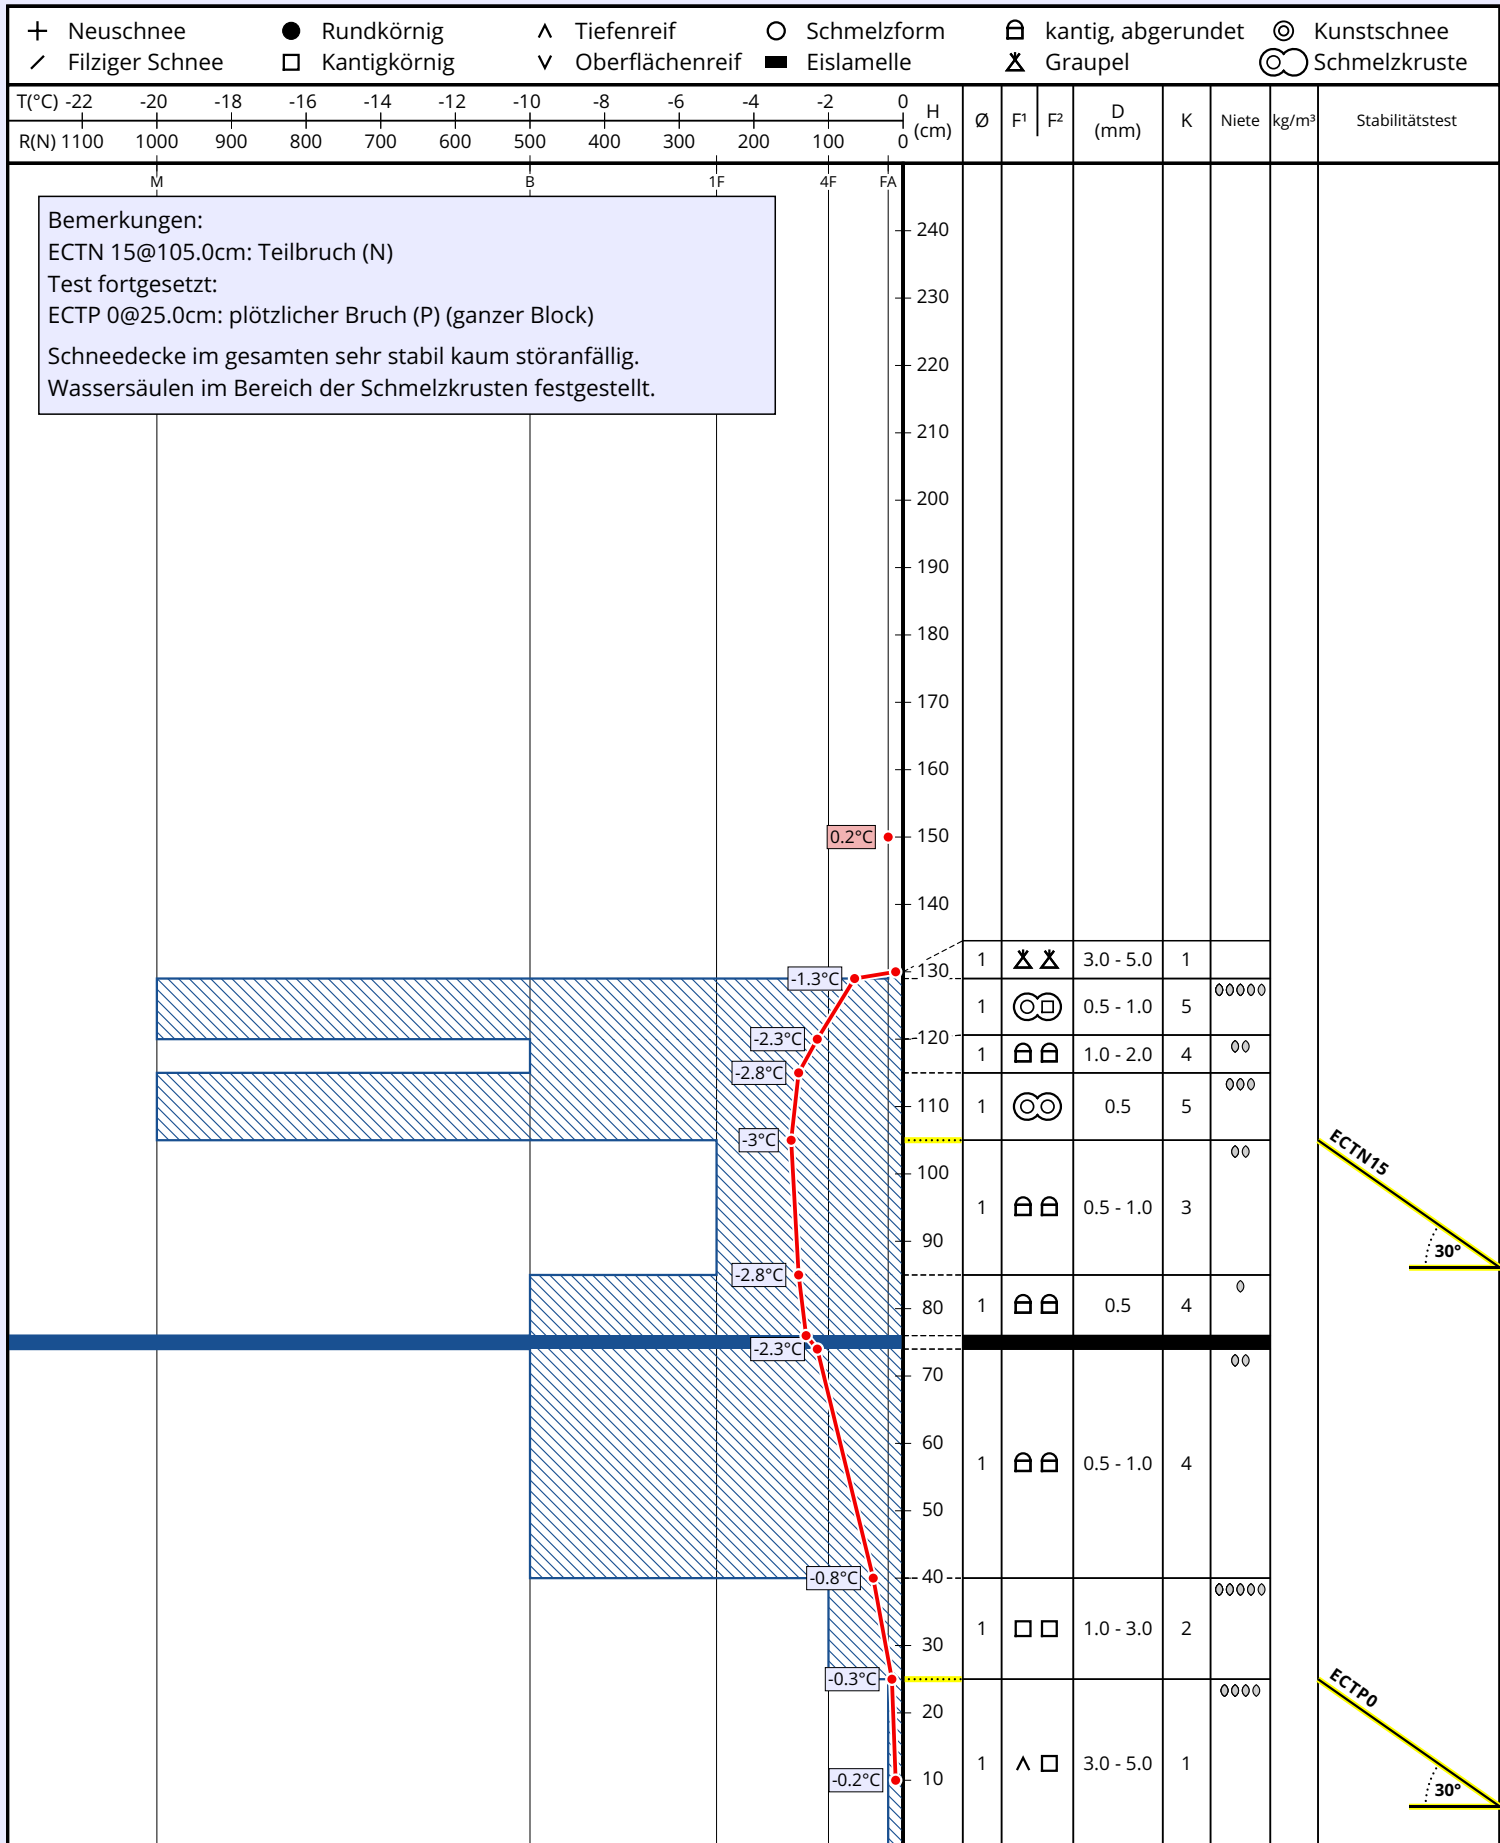 Neuschnee Rundkörnig Tiefenreif Schmelzform kantig, abgerundet Kunstschnee
Filziger Schnee Kantigkörnig Oberflächenreif Eislamelle Graupel Schmelzkruste
T(°C) -22 -20 -18 -16 -14 -12 -10 -8 -6 -4 -2 0
R(N) 1100 1000 900 800 700 600 500 400 300 200 100 0
H (cm) Ø F¹ F² D (mm) K Niete kg/m³ Stabilitätstest
M B 1F 4F FA
Bemerkungen:
ECTN 15@105.0cm: Teilbruch (N)
Test fortgesetzt:
ECTP 0@25.0cm: plötzlicher Bruch (P) (ganzer Block)
Schneedecke im gesamten sehr stabil kaum störanfällig.
Wassersäulen im Bereich der Schmelzkrusten festgestellt.
240
230
220
210
200
190
180
170
160
0.2°C 150
140
1 3.0 - 5.0 1
130
-1.3°C
1 0.5 - 1.0 5
-2.3°C 120
1 1.0 - 2.0 4
-2.8°C
110 1 0.5 5
-3°C
ECTN15
100
1 0.5 - 1.0 3
90
30°
-2.8°C
80 1 0.5 4
-2.3°C
70
60
1 0.5 - 1.0 4
50
-0.8°C 40
1 1.0 - 3.0 2
30
-0.3°C
ECTP0
20
1 3.0 - 5.0 1
-0.2°C 10
30°